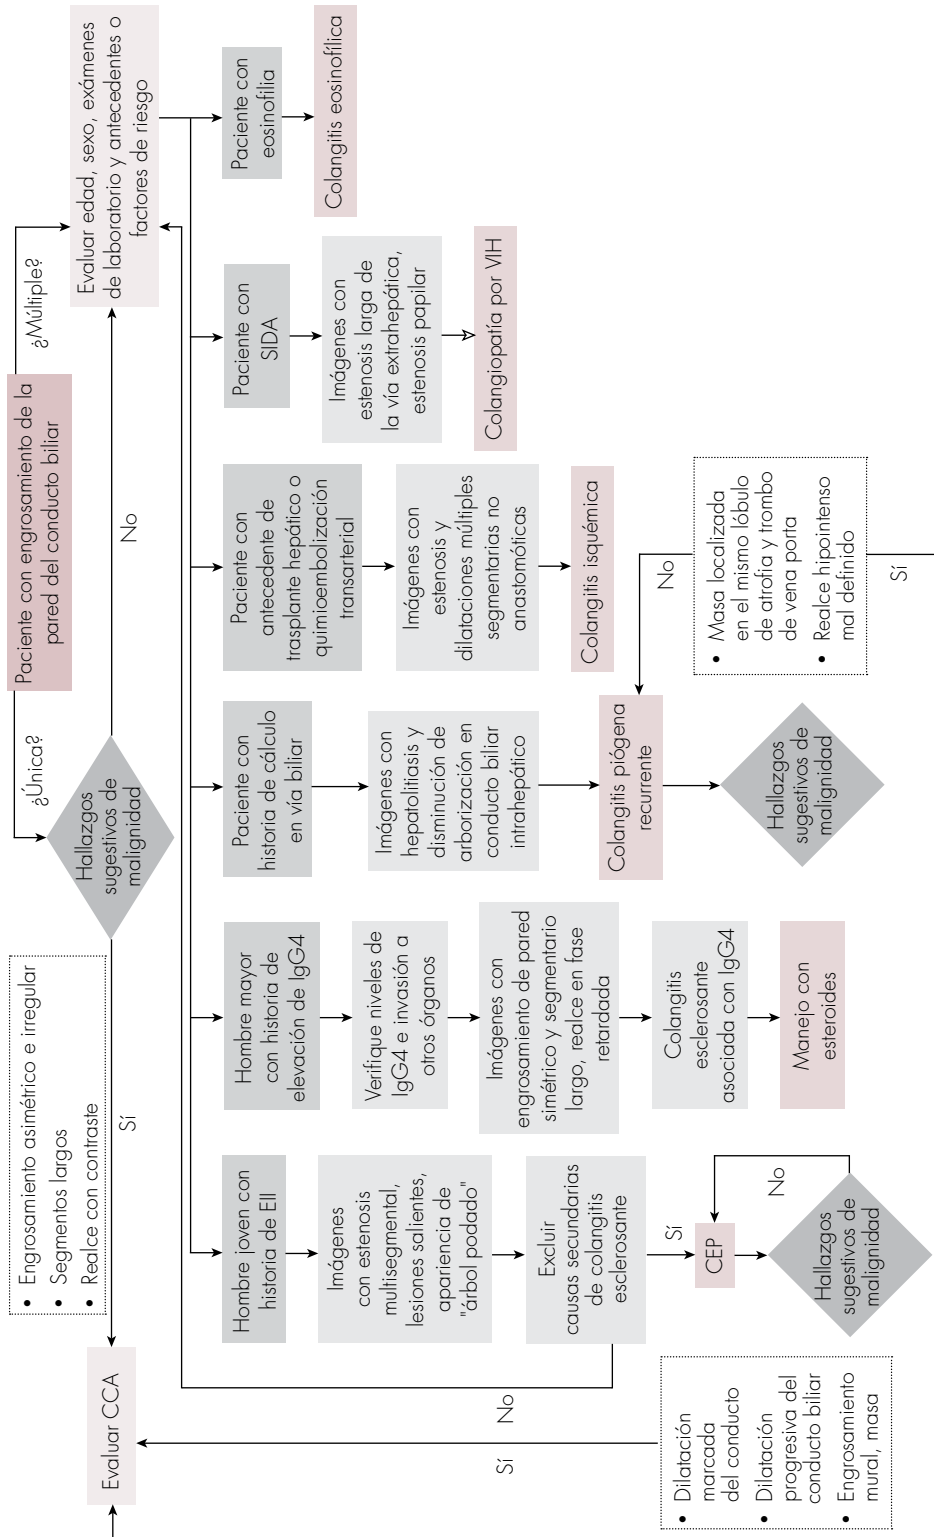 Paciente con engrosamiento de la
pared del conducto biliar
¿Única?
¿Múltiple?
Hallazgos
sugestivos de
malignidad
• Engrosamiento asimétrico e irregular
• Segmentos largos
• Realce con contraste
Sí
No
Evaluar CCA
Evaluar edad, sexo, exámenes
de laboratorio y antecedentes o
factores de riesgo
Hombre joven con
historia de EII
Imágenes
con estenosis
multisegmental,
lesiones salientes,
apariencia de
"árbol podado"
Excluir
causas secundarias
de colangitis
esclerosante
No
Sí
CEP
Hallazgos
sugestivos de
malignidad
No
Sí
• Dilatación
marcada
del conducto
• Dilatación
progresiva del
conducto biliar
• Engrosamiento
mural, masa
Hombre mayor
con historia de
elevación de IgG4
Verifique niveles de
IgG4 e invasión a
otros órganos
Imágenes con
engrosamiento de pared
simétrico y segmentario
largo, realce en fase
retardada
Colangitis
esclerosante
asociada con IgG4
Manejo con
esteroides
Paciente con
historia de cálculo
en vía biliar
Imágenes con
hepatolitiasis y
disminución de
arborización en
conducto biliar
intrahepático
Colangitis piógena
recurrente
Hallazgos
sugestivos de
malignidad
Paciente con
antecedente de
trasplante hepático o
quimioembolización
transarterial
Imágenes con
estenosis y
dilataciones múltiples
segmentarias no
anastomóticas
Colangitis isquémica
No
• Masa localizada
en el mismo lóbulo
de atrofia y trombo
de vena porta
• Realce hipointenso
mal definido
Sí
Paciente con
SIDA
Imágenes con
estenosis larga de
la vía extrahepática,
estenosis papilar
Colangiopatía por VIH
Paciente con
eosinofilia
Colangitis eosinofílica